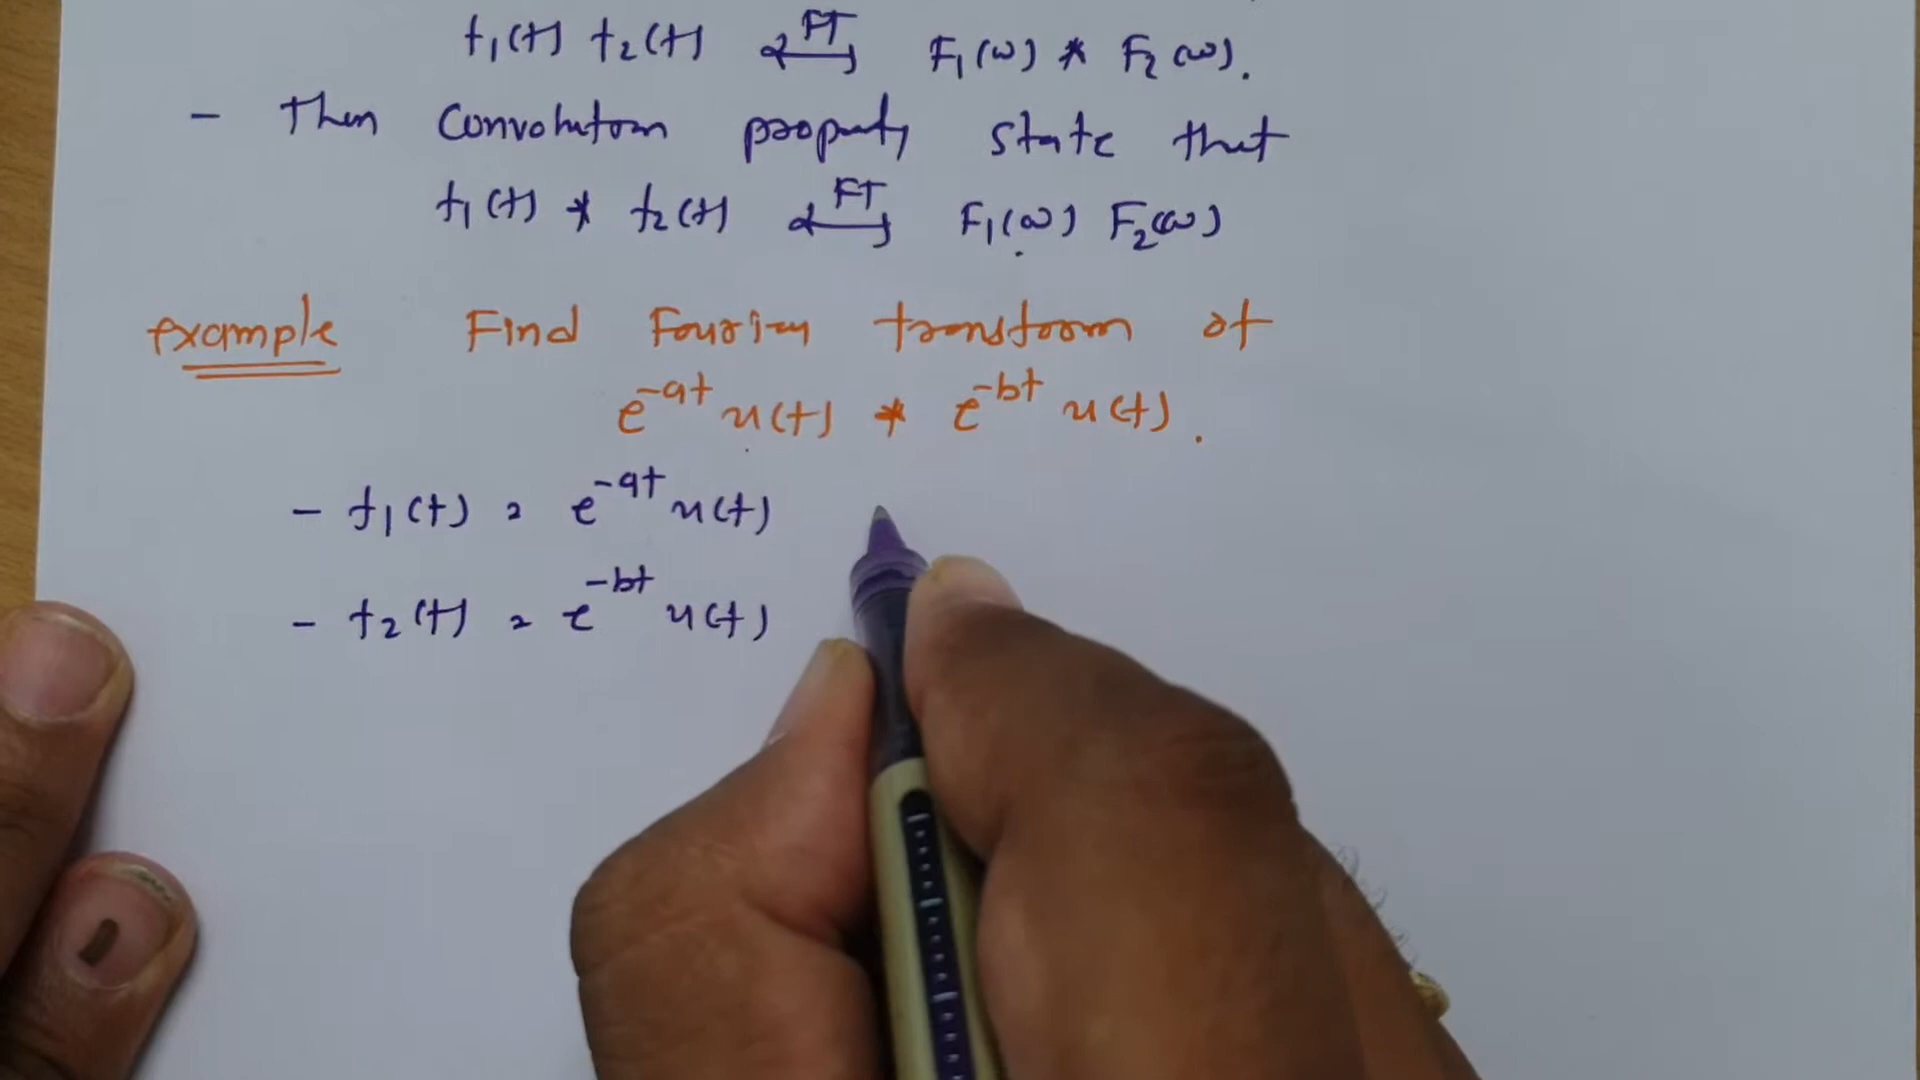 f₁(t) f₂(t) ⟷FT F₁(ω) * F₂(ω).
- Then Convolution property state that
f₁(t) * f₂(t) ⟷FT F₁(ω) F₂(ω)
example Find Fourier transform of
e^-at u(t) * e^-bt u(t).
- f₁(t) = e^-at u(t)
- f₂(t) = e^-bt u(t)